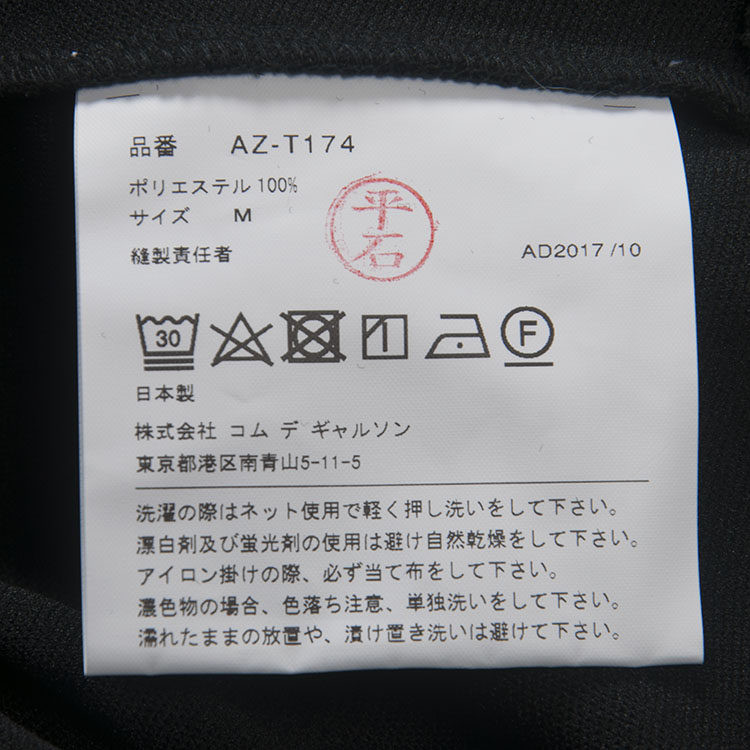 品番 AZ-T174
ポリエステル 100%
サイズ M
平石
縫製責任者
AD2017/10
30
F
日本製
株式会社 コム デ ギャルソン
東京都港区南青山5-11-5
洗濯の際はネット使用で軽く押し洗いをして下さい。
漂白剤及び蛍光剤の使用は避け自然乾燥をして下さい。
アイロン掛けの際、必ず当て布をして下さい。
濃色物の場合、色落ち注意、単独洗いをして下さい。
濡れたままの放置や、漬け置き洗いは避けて下さい。